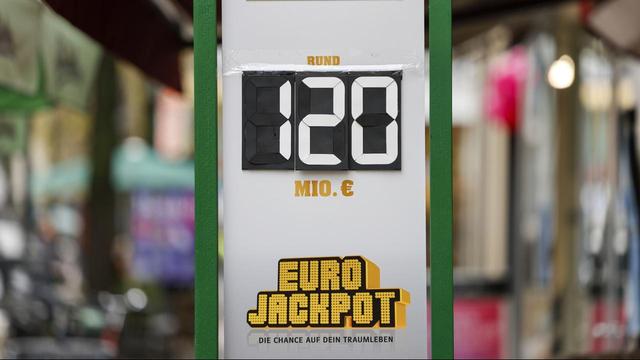 RUND
120
MIO. €
EURO
JACKPOT
DIE CHANCE AUF DEIN TRAUMLEBEN